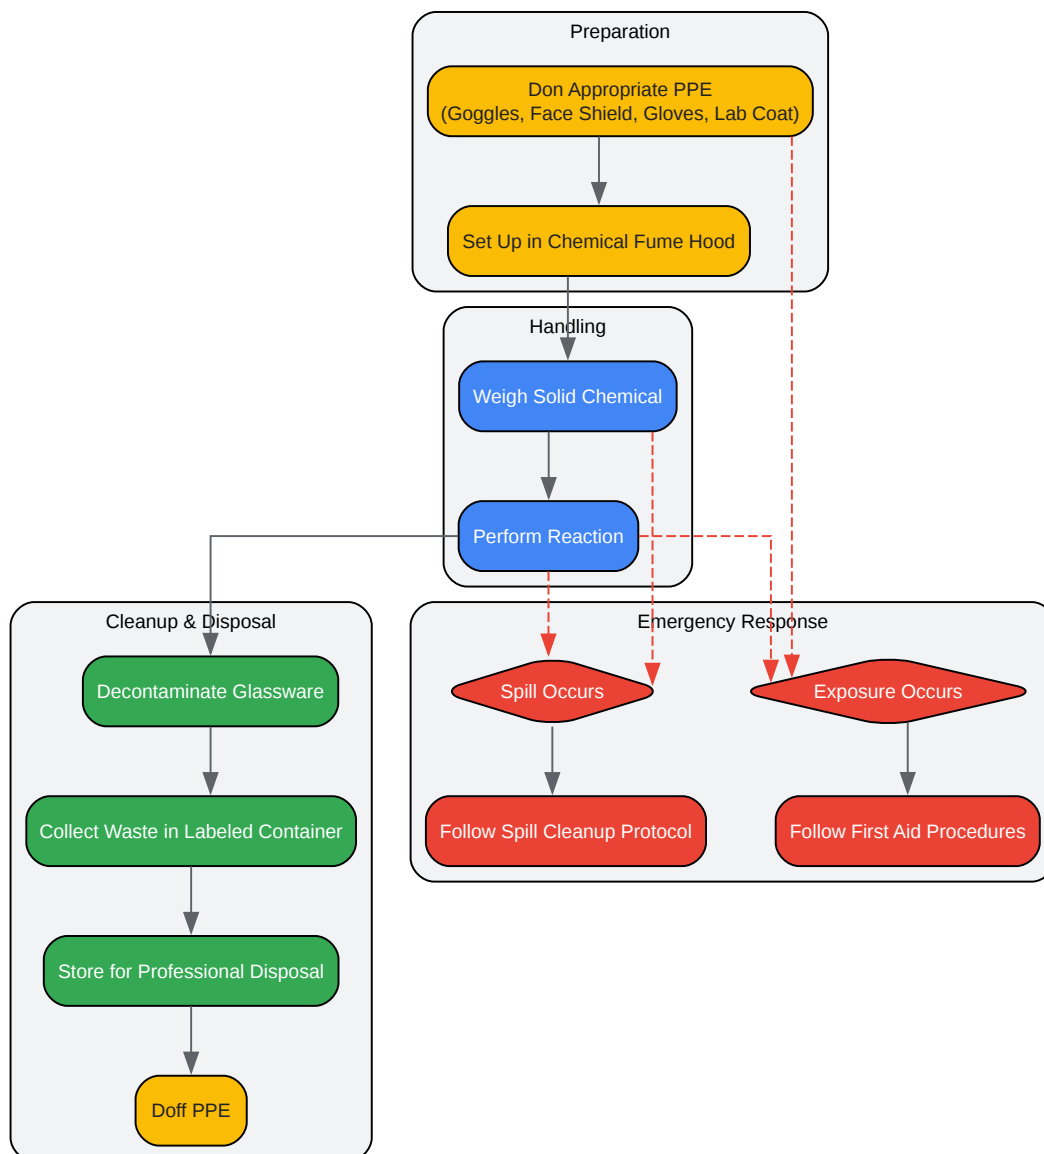 Preparation
Don Appropriate PPE
(Goggles, Face Shield, Gloves, Lab Coat)
Set Up in Chemical Fume Hood
Handling
Weigh Solid Chemical
Perform Reaction
Cleanup & Disposal
Decontaminate Glassware
Collect Waste in Labeled Container
Store for Professional Disposal
Doff PPE
Emergency Response
Spill Occurs
Exposure Occurs
Follow Spill Cleanup Protocol
Follow First Aid Procedures